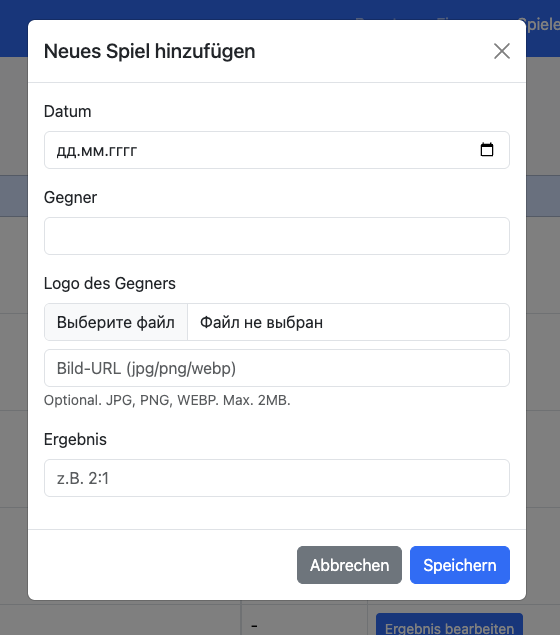 Spiele
Neues Spiel hinzufügen
Datum
дд.мм.гггг
Gegner
Logo des Gegners
Выберите файл Файл не выбран
Bild-URL (jpg/png/webp)
Optional. JPG, PNG, WEBP. Max. 2MB.
Ergebnis
z.B. 2:1
Abbrechen Speichern
-
Ergebnis bearbeiten